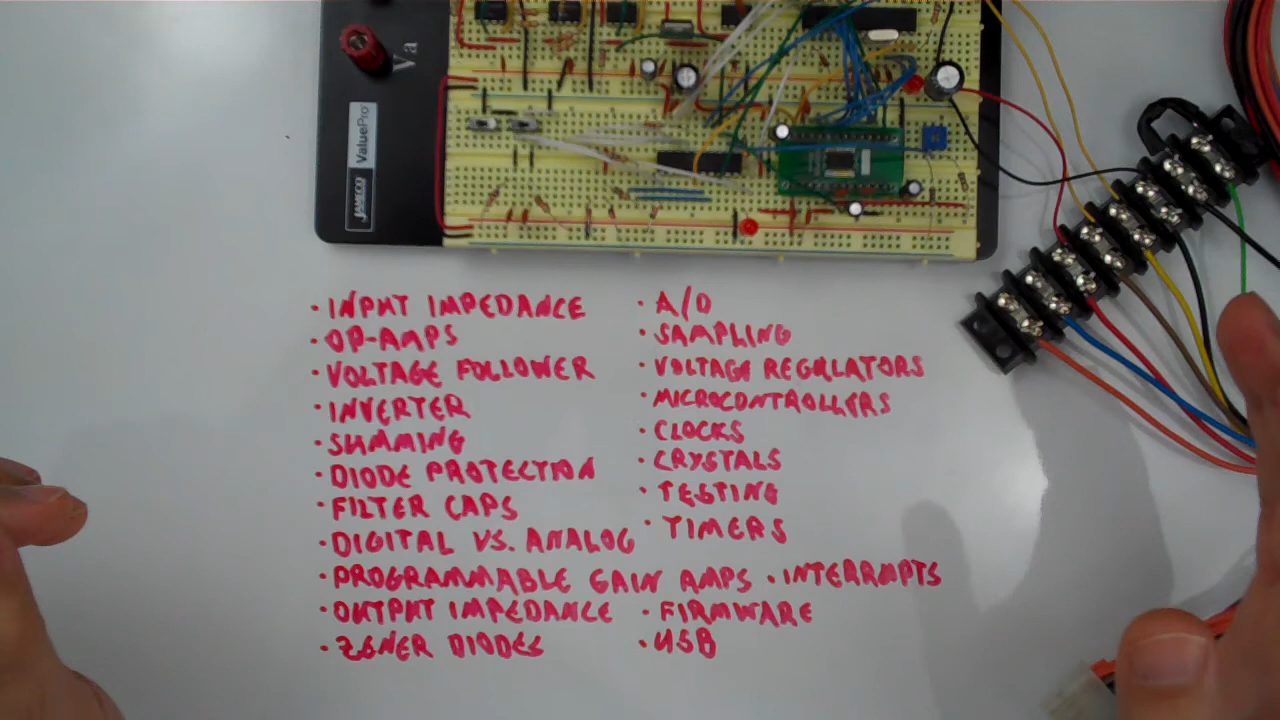 Va
ValuePro
JAMECO
• INPUT IMPEDANCE
• OP-AMPS
• VOLTAGE FOLLOWER
• INVERTER
• SUMMING
• DIODE PROTECTION
• FILTER CAPS
• DIGITAL VS. ANALOG
• PROGRAMMABLE GAIN AMPS
• OUTPUT IMPEDANCE
• ZENER DIODES
• A/D
• SAMPLING
• VOLTAGE REGULATORS
• MICROCONTROLLERS
• CLOCKS
• CRYSTALS
• TESTING
• TIMERS
• INTERRUPTS
• FIRMWARE
• USB